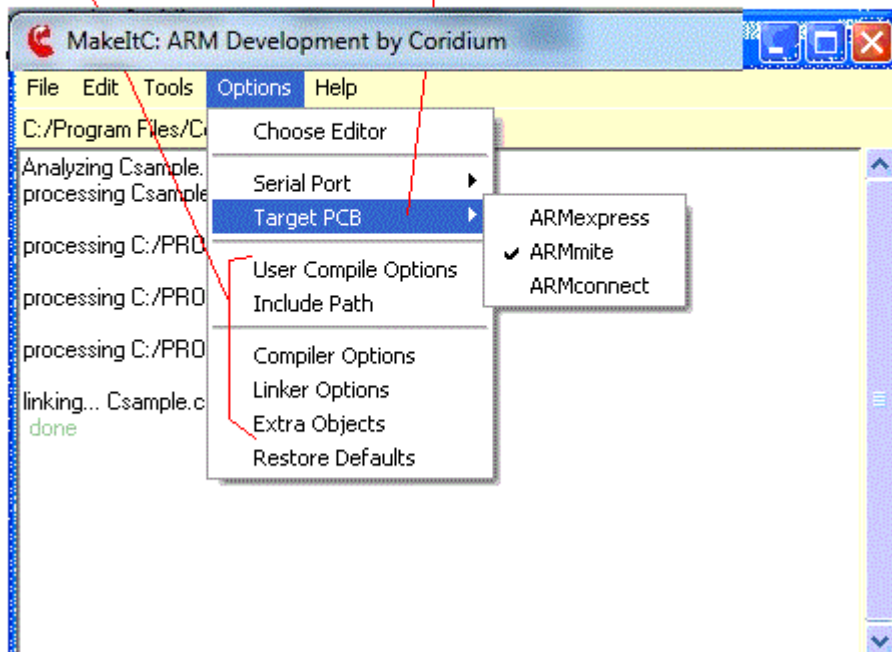 MakeItC: ARM Development by Coridium
File Edit Tools Options Help
C:/Program Files/C
Analyzing Csample.
processing Csample
processing C:/PRO
processing C:/PRO
processing C:/PRO
linking... Csample.c
done
Choose Editor
Serial Port
Target PCB
User Compile Options
Include Path
Compiler Options
Linker Options
Extra Objects
Restore Defaults
ARMexpress
ARMmite
ARMconnect